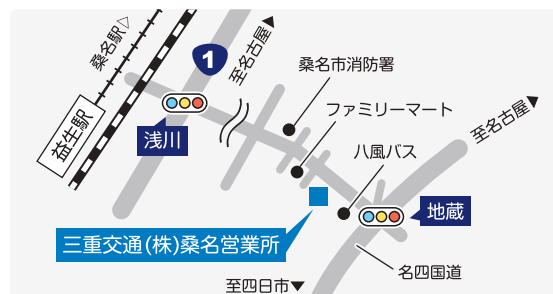 桑名駅△
1
至名古屋▲
桑名市消防署
ファミリーマート
至名古屋▲
益生駅
浅川
八風バス
地蔵
三重交通(株)桑名営業所
名四国道
至四日市▼